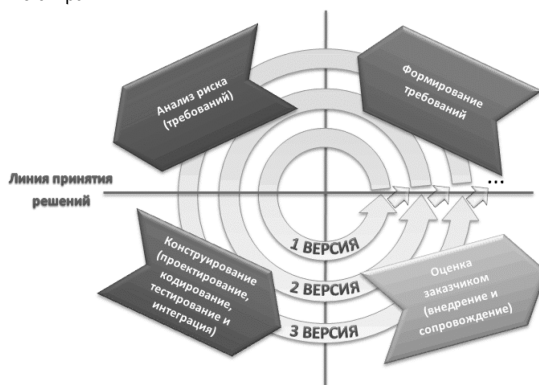 Анализ риска
(требований)
Формирование
требований
Линия принятия
решений
...
Конструирование
(проектирование,
кодирование,
тестирование и
интеграция)
1 ВЕРСИЯ
2 ВЕРСИЯ
3 ВЕРСИЯ
Оценка
заказчиком
(внедрение и
сопровождение)